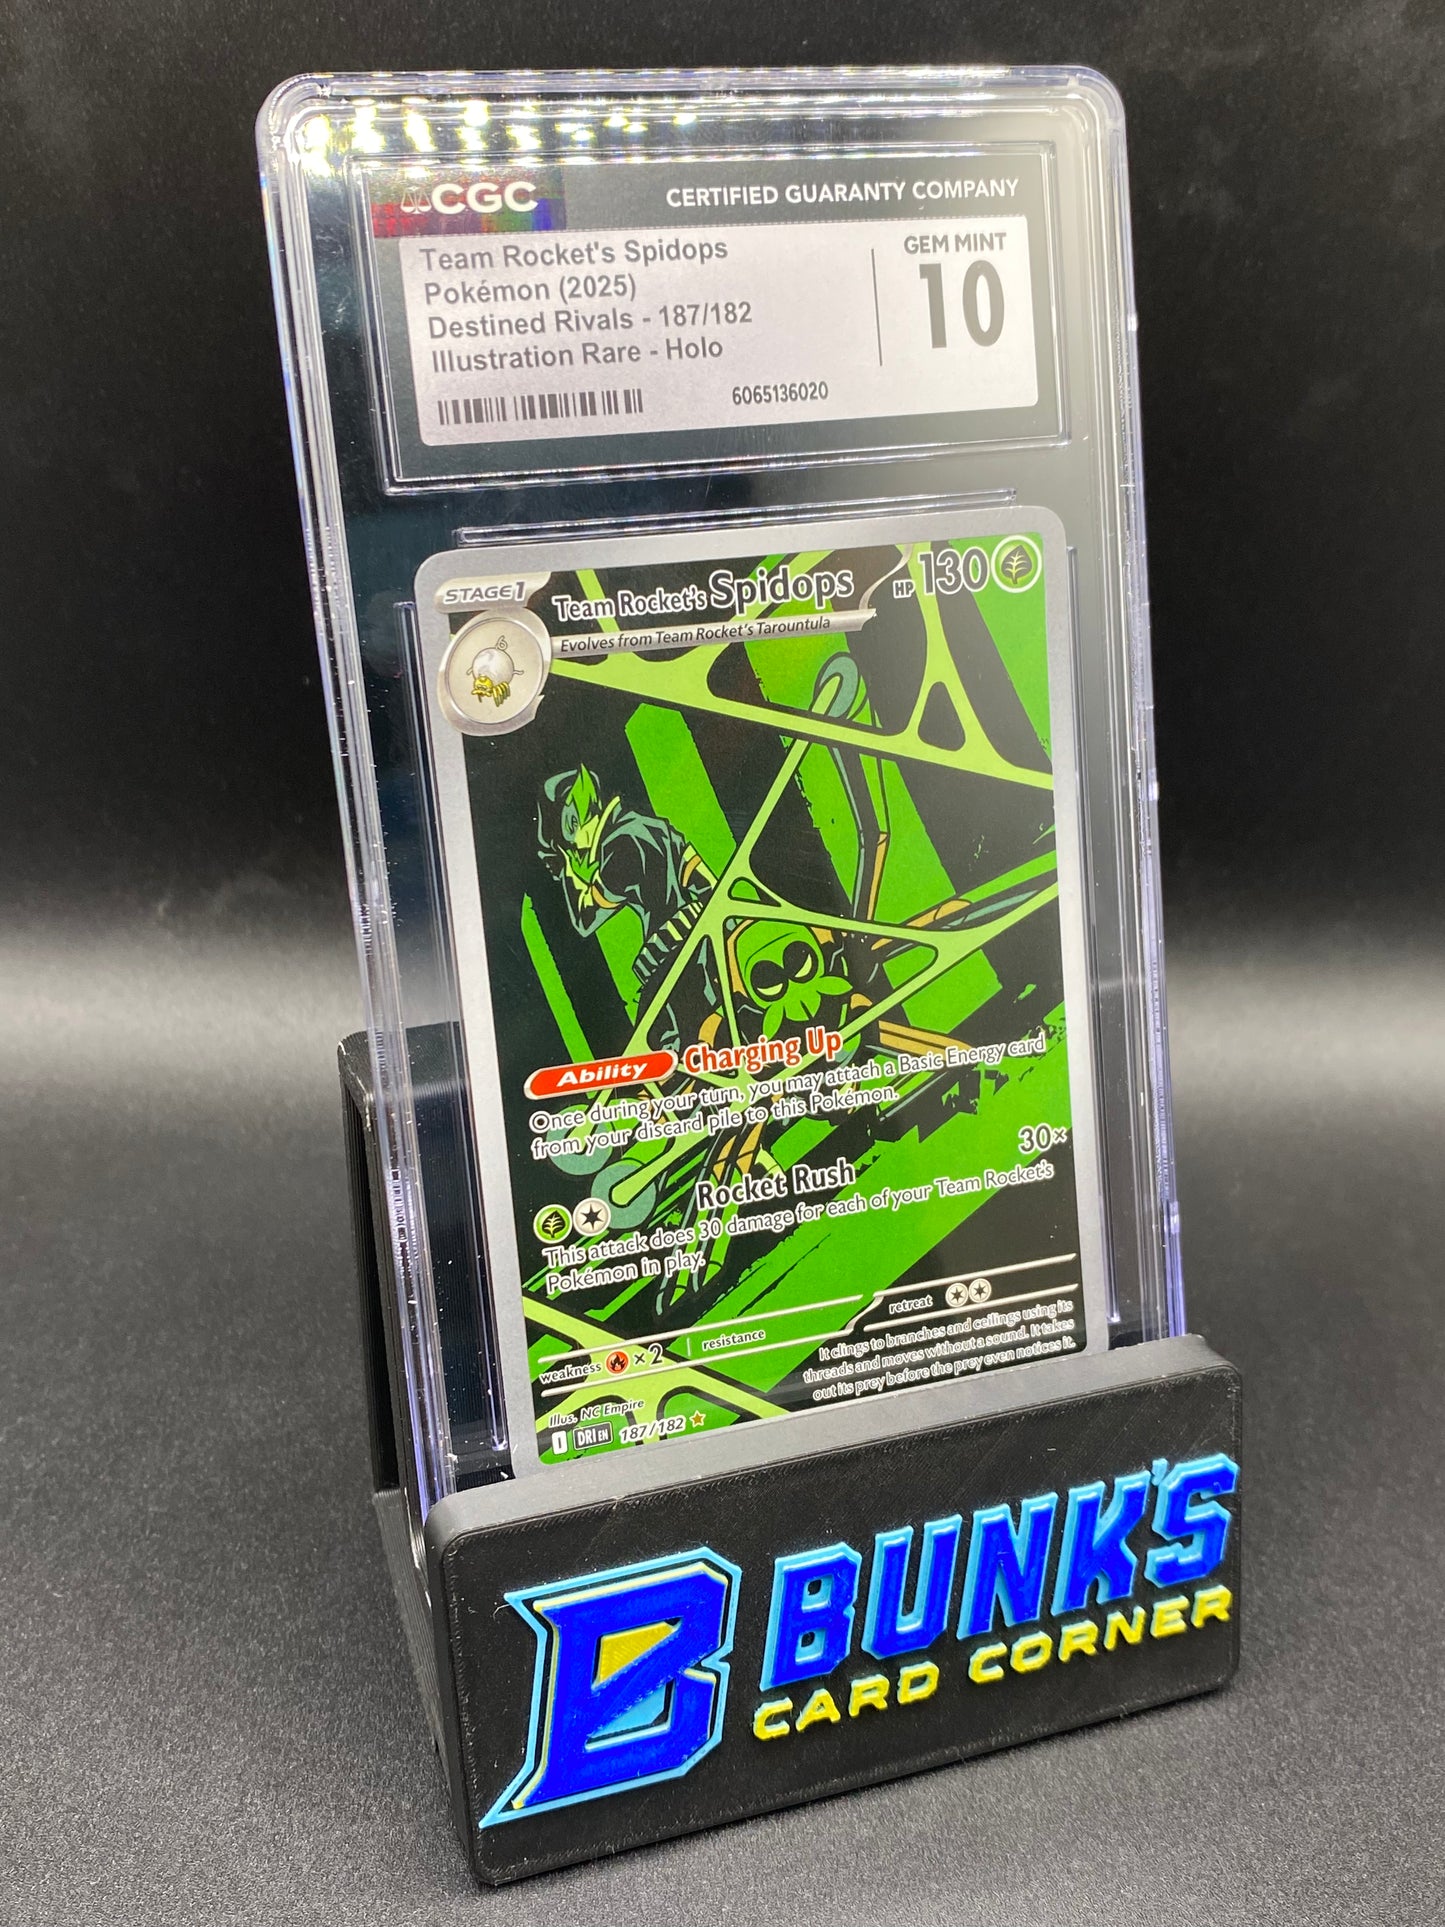 CGC
CERTIFIED GUARANTY COMPANY
Team Rocket's Spidops
Pokémon (2025)
Destined Rivals - 187/182
Illustration Rare - Holo
GEM MINT
10
6065136020
STAGE 1
Team Rocket's Spidops
HP 130
Evolves from Team Rocket's Tarountula
Ability Charging Up
Once during your turn, you may attach a Basic Energy card
from your discard pile to this Pokémon.
Rocket Rush 30×
This attack does 30 damage for each of your Team Rocket's
Pokémon in play.
weakness × 2 resistance
retreat
It clings to branches and ceilings using its
threads and moves without a sound. It takes
out its prey before the prey even notices it.
Illus. NC Empire
I DRI EN 187/182
B BUNK'S
CARD CORNER